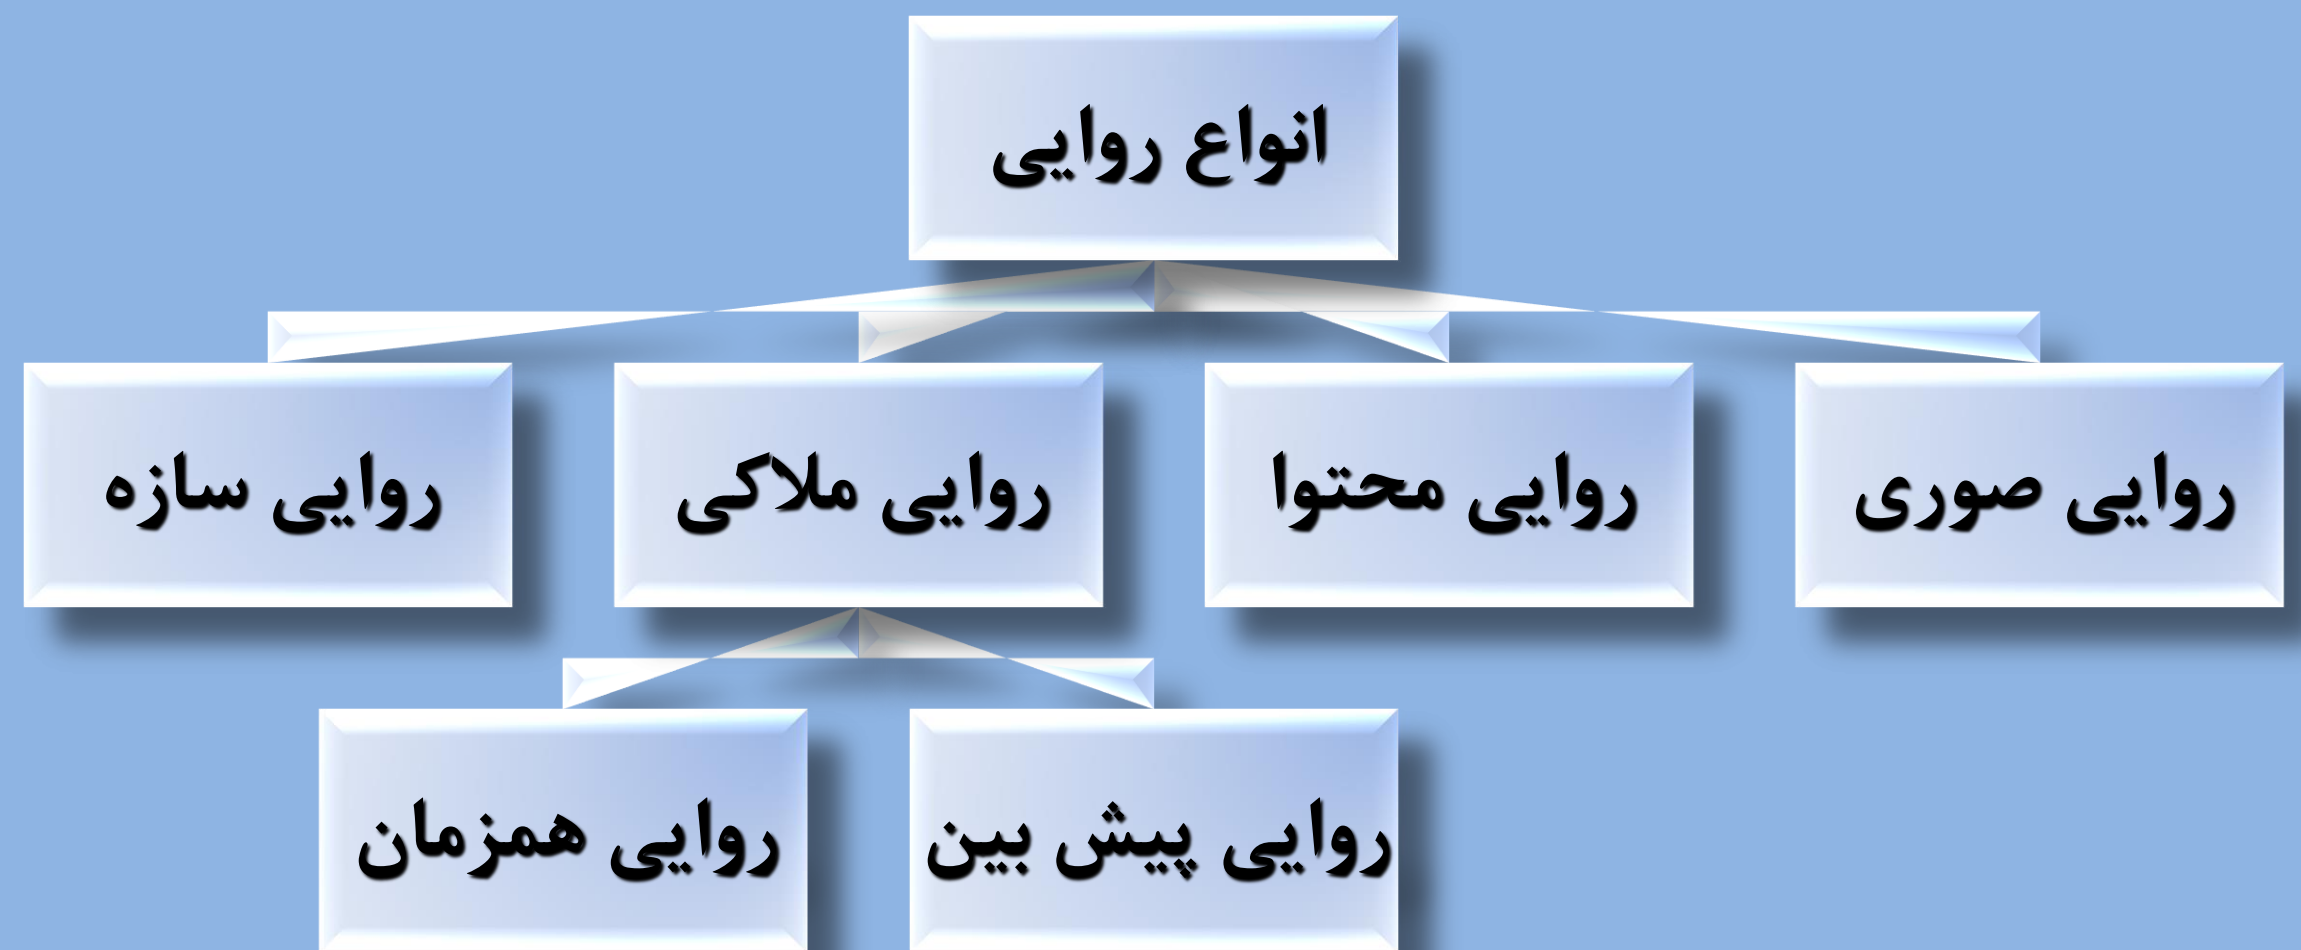 انواع روایی
روایی صوری
روایی محتوا
روایی ملاکی
روایی سازه
روایی پیش بین
روایی همزمان